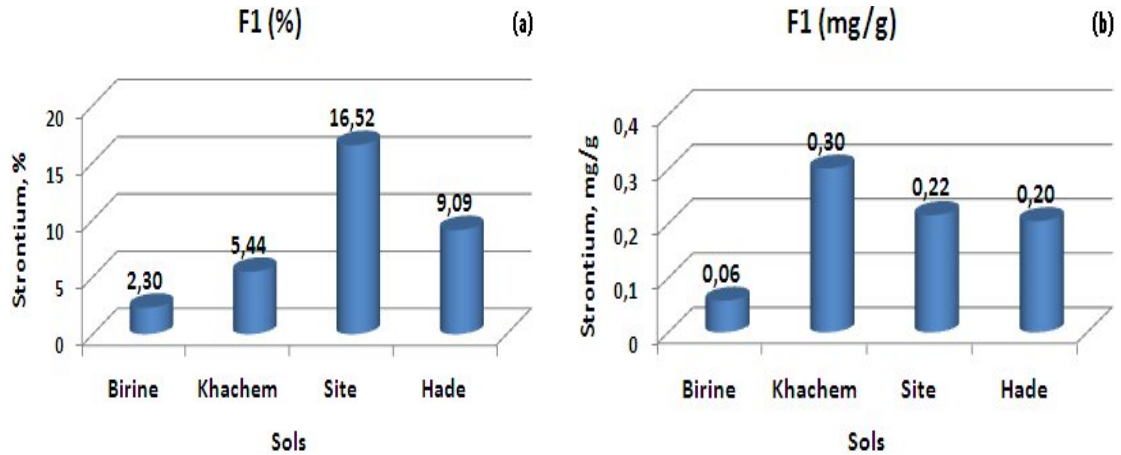 F1 (%)
(a)
Strontium, %
20
15
10
5
0
2,30
5,44
16,52
9,09
Birine
Khachem
Site
Hade
Sols
F1 (mg/g)
(b)
Strontium, mg/g
0,4
0,3
0,2
0,1
0
0,06
0,30
0,22
0,20
Birine
Khachem
Site
Hade
Sols